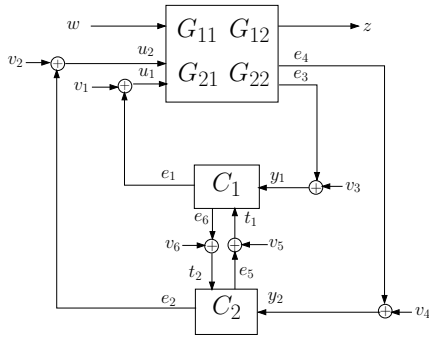 w G₁₁ G₁₂ z
v₂ u₂ e₄
v₁ u₁ G₂₁ G₂₂ e₃
e₁ C₁ y₁ v₃
e₆ t₁
v₆ v₅
t₂ e₅
e₂ C₂ y₂ v₄